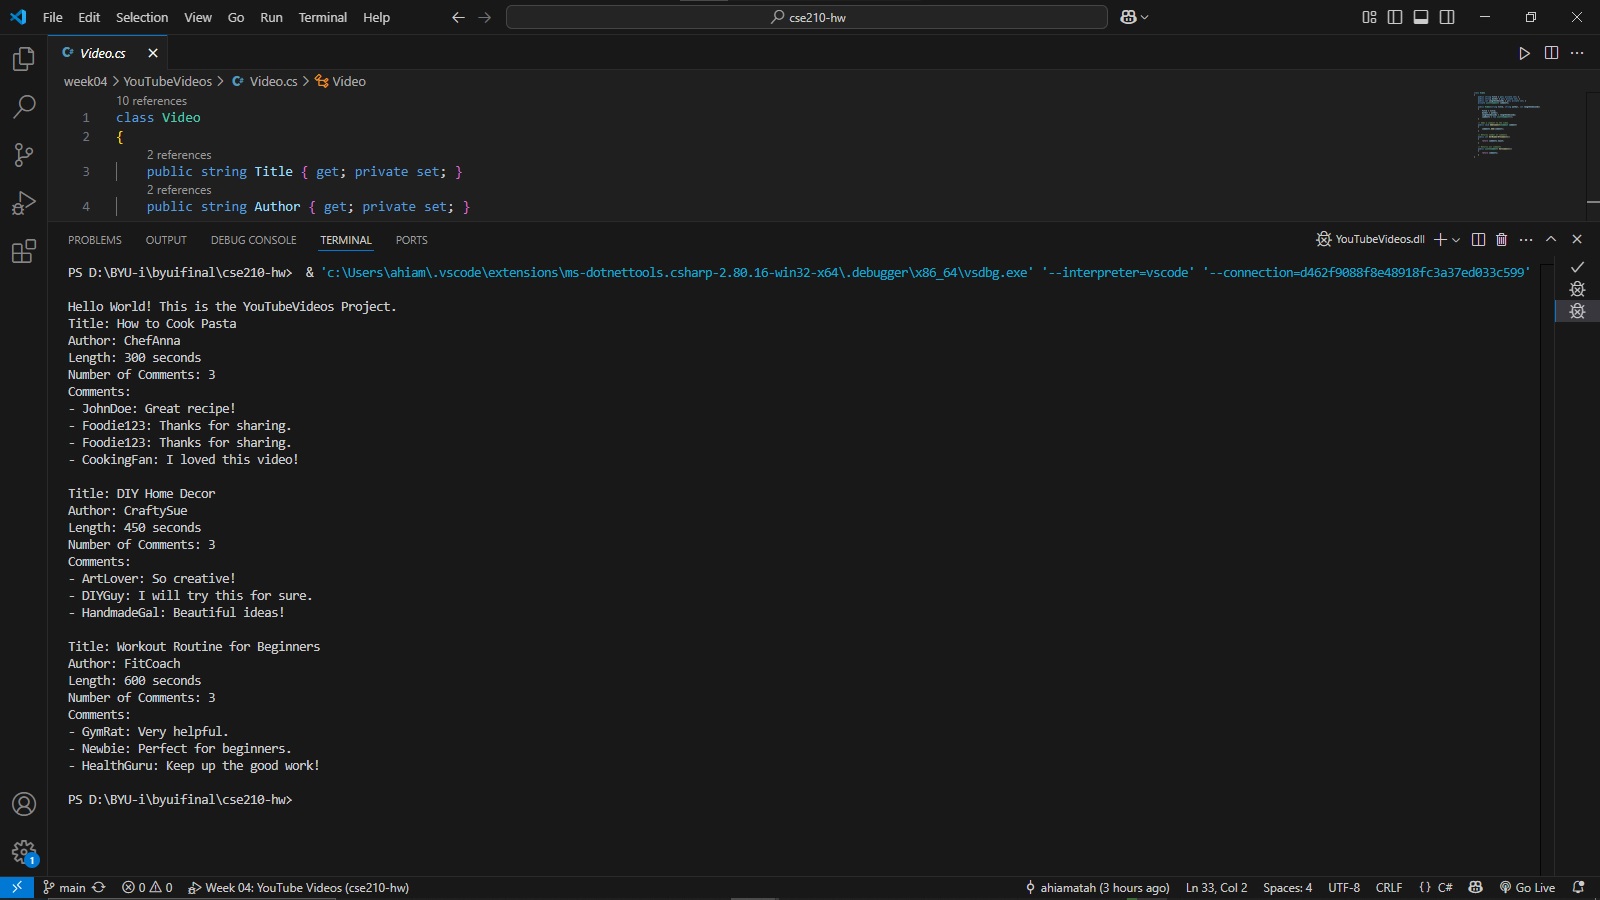 File Edit Selection View Go Run Terminal Help cse210-hw
Video.cs
week04 > YouTubeVideos > Video.cs > Video
10 references
1 class Video
2 {
2 references
3 public string Title { get; private set; }
2 references
4 public string Author { get; private set; }
PROBLEMS OUTPUT DEBUG CONSOLE TERMINAL PORTS YouTubeVideos.dll
PS D:\BYU-i\byuifinal\cse210-hw> & 'c:\Users\ahiam\.vscode\extensions\ms-dotnettools.csharp-2.80.16-win32-x64\.debugger\x86_64\vsdbg.exe' '--interpreter=vscode' '--connection=d462f9088f8e48918fc3a37ed033c599'
Hello World! This is the YouTubeVideos Project.
Title: How to Cook Pasta
Author: ChefAnna
Length: 300 seconds
Number of Comments: 3
Comments:
- JohnDoe: Great recipe!
- Foodie123: Thanks for sharing.
- Foodie123: Thanks for sharing.
- CookingFan: I loved this video!
Title: DIY Home Decor
Author: CraftySue
Length: 450 seconds
Number of Comments: 3
Comments:
- ArtLover: So creative!
- DIYGuy: I will try this for sure.
- HandmadeGal: Beautiful ideas!
Title: Workout Routine for Beginners
Author: FitCoach
Length: 600 seconds
Number of Comments: 3
Comments:
- GymRat: Very helpful.
- Newbie: Perfect for beginners.
- HealthGuru: Keep up the good work!
PS D:\BYU-i\byuifinal\cse210-hw>
1
main 0 0 Week 04: YouTube Videos (cse210-hw) ahiamatah (3 hours ago) Ln 33, Col 2 Spaces: 4 UTF-8 CRLF {} C# Go Live